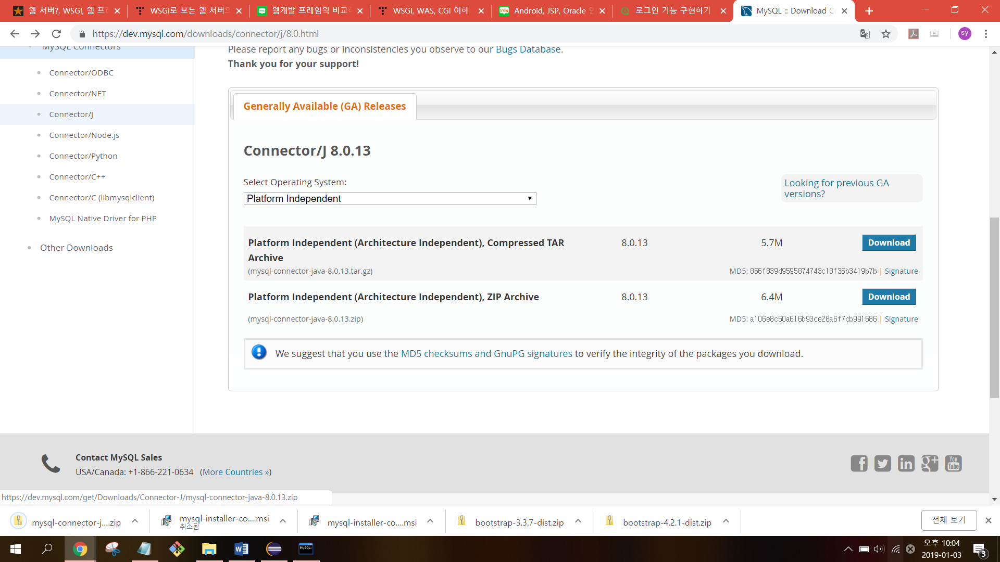 웹 서버?, WSGI, 웹 프
WSGI로 보는 웹 서버의
웹개발 프레임웍 비교
WSGI, WAS, CGI 이해
Android, JSP, Oracle
로그인 기능 구현하기
MySQL :: Download C
https://dev.mysql.com/downloads/connector/j/8.0.html
sy
MySQL Connectors
Connector/ODBC
Connector/NET
Connector/J
Connector/Node.js
Connector/Python
Connector/C++
Connector/C (libmysqlclient)
MySQL Native Driver for PHP
Other Downloads
Please report any bugs or inconsistencies you observe to our Bugs Database.
Thank you for your support!
Generally Available (GA) Releases
Connector/J 8.0.13
Select Operating System:
Platform Independent
Looking for previous GA
versions?
Platform Independent (Architecture Independent), Compressed TAR 8.0.13 5.7M Download
Archive
(mysql-connector-java-8.0.13.tar.gz) MD5: 856f839d9595874743c18f36b3419b7b | Signature
Platform Independent (Architecture Independent), ZIP Archive 8.0.13 6.4M Download
(mysql-connector-java-8.0.13.zip) MD5: a106e8c50a616b93ce28a6f7cb991586 | Signature
We suggest that you use the MD5 checksums and GnuPG signatures to verify the integrity of the packages you download.
Contact MySQL Sales
USA/Canada: +1-866-221-0634 (More Countries »)
You
Tube
https://dev.mysql.com/get/Downloads/Connector-J/mysql-connector-java-8.0.13.zip
mysql-connector-j....zip
mysql-installer-co....msi
취소됨
mysql-installer-co....msi
bootstrap-3.3.7-dist.zip
bootstrap-4.2.1-dist.zip
전체 보기
오후 10:04
2019-01-03
3